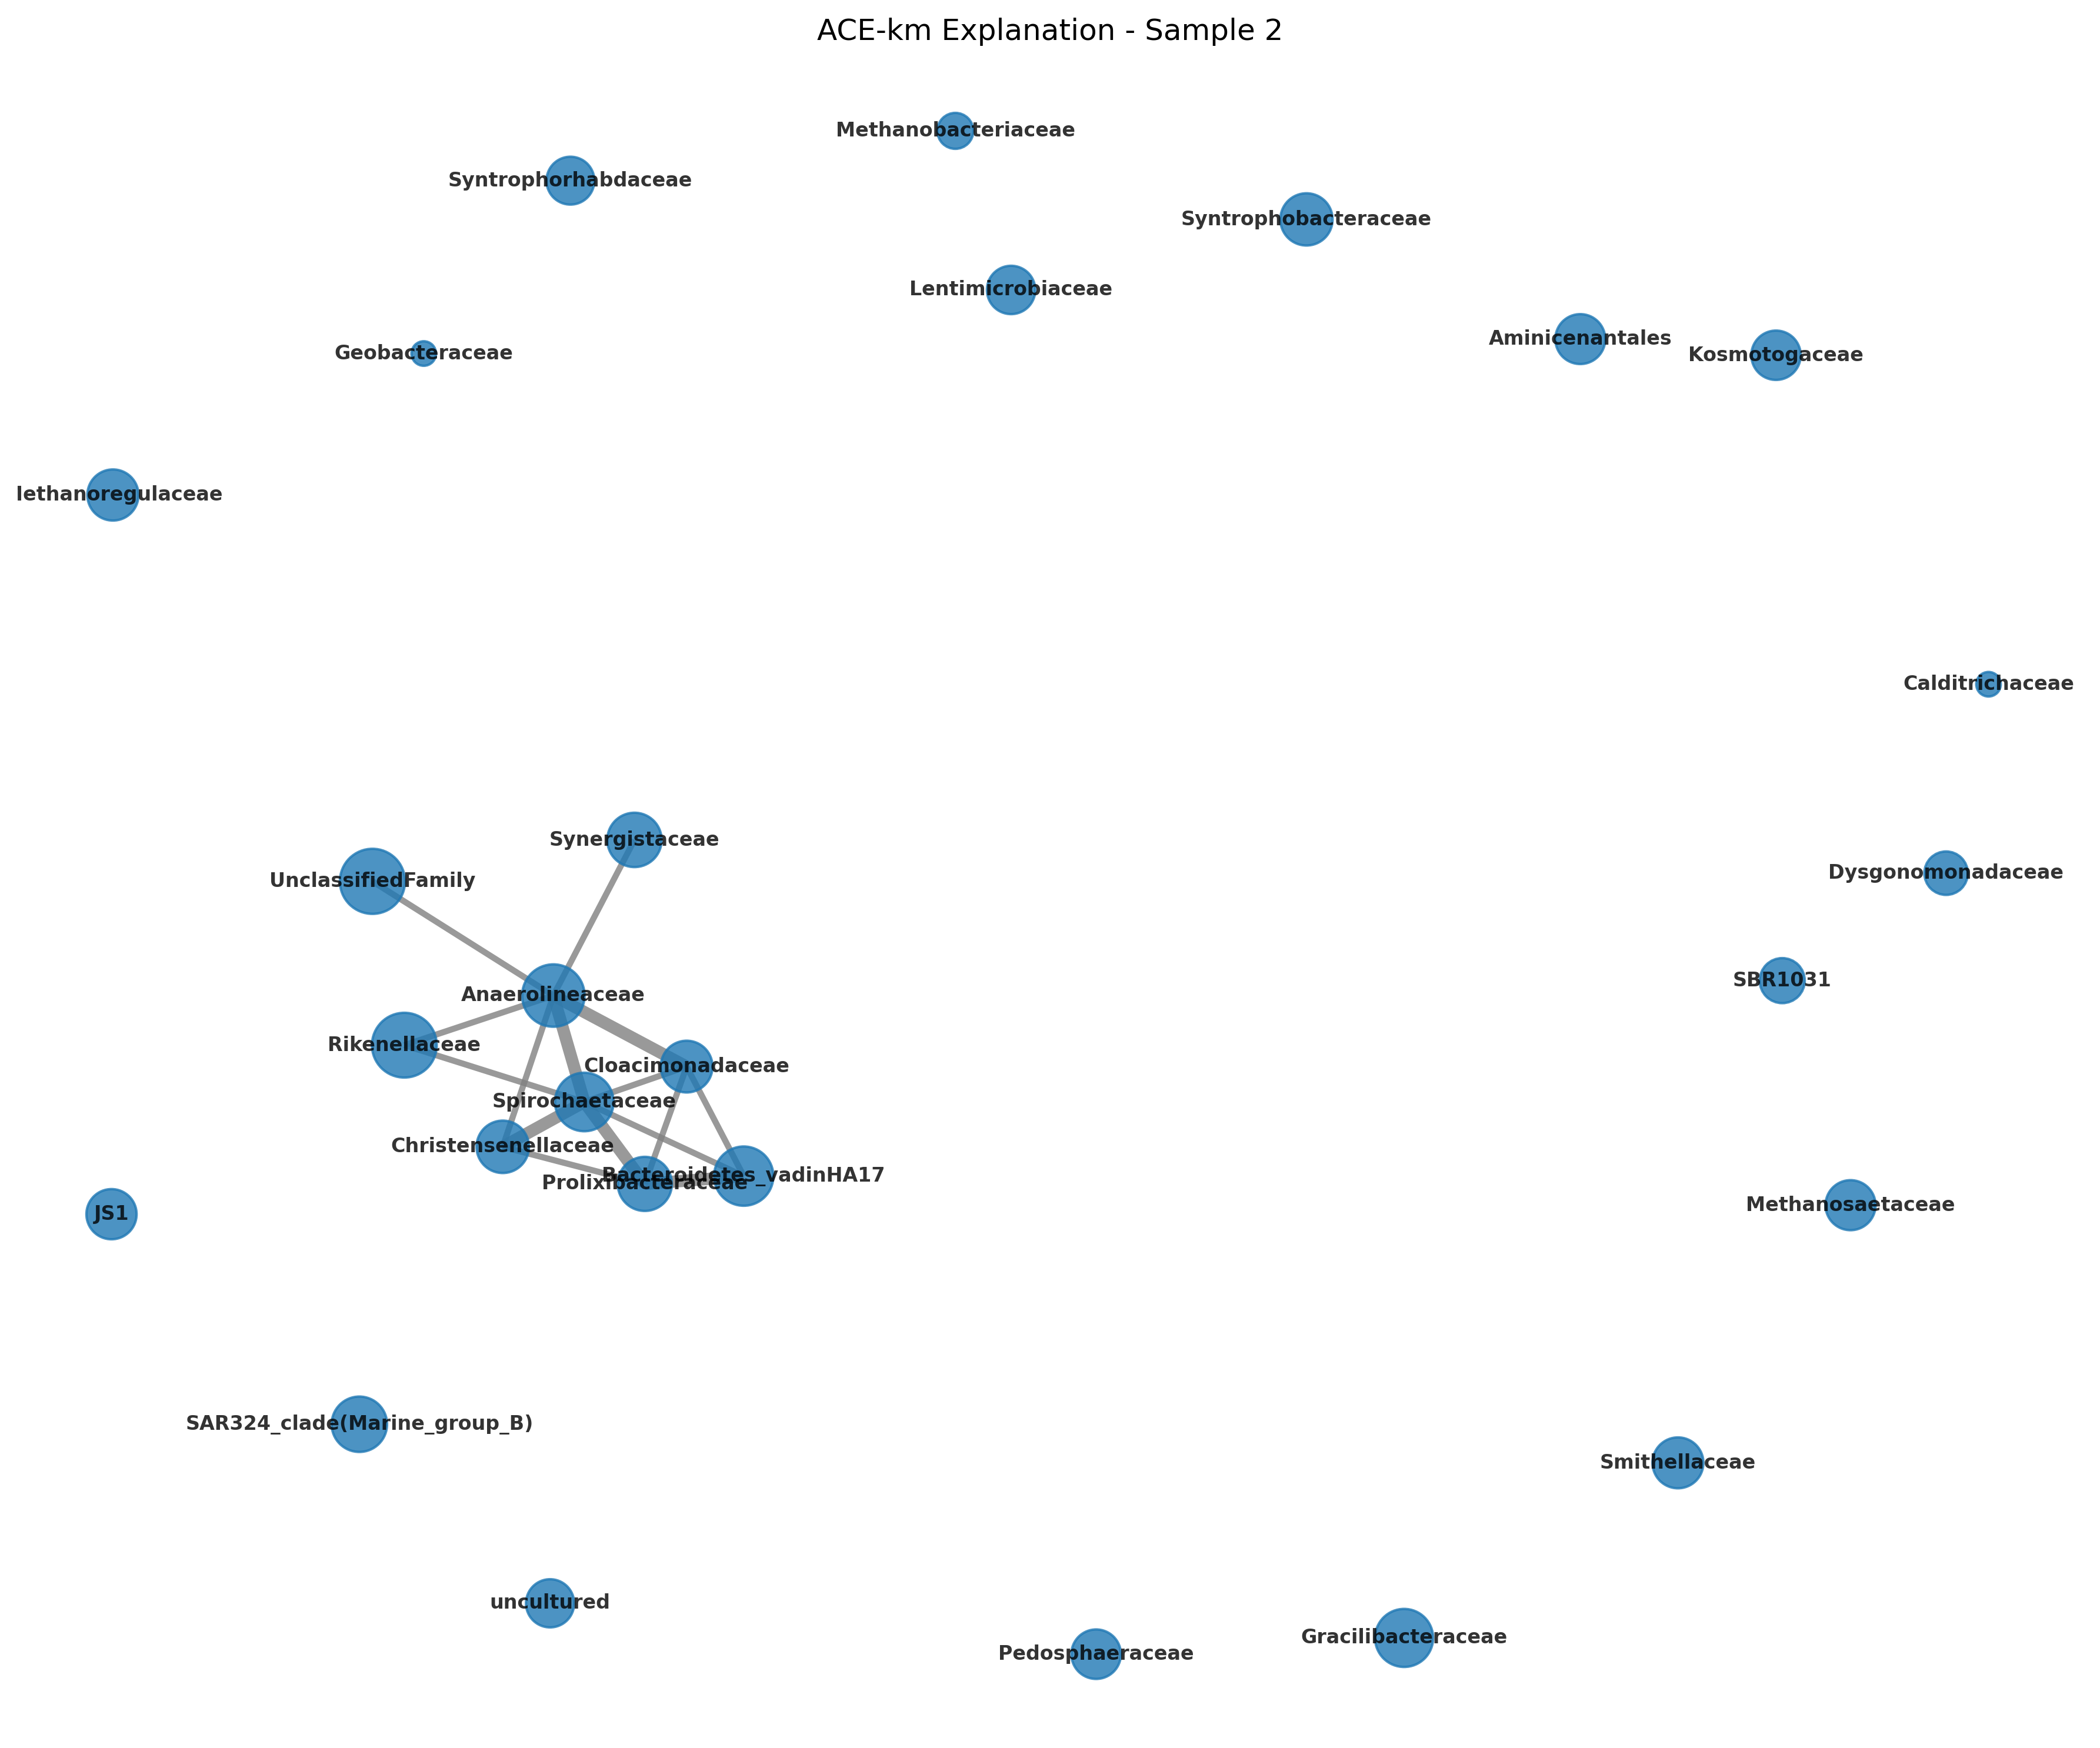 ACE-km Explanation - Sample 2
Methanobacteriaceae
Syntrophorhabdaceae
Syntrophobacteraceae
Lentimicrobiaceae
Aminicenantales
Geobacteraceae
Kosmotogaceae
lethanoregulaceae
Calditrichaceae
Synergistaceae
Dysgonomonadaceae
UnclassifiedFamily
SBR1031
Anaerolineaceae
Rikenellaceae
Cloacimonadaceae
Spirochaetaceae
Christensenellaceae
Bacteroidetes_vadinHA17
Prolixibacteraceae
Methanosaetaceae
JS1
SAR324_clade(Marine_group_B)
Smithellaceae
uncultured
Gracilibacteraceae
Pedosphaeraceae